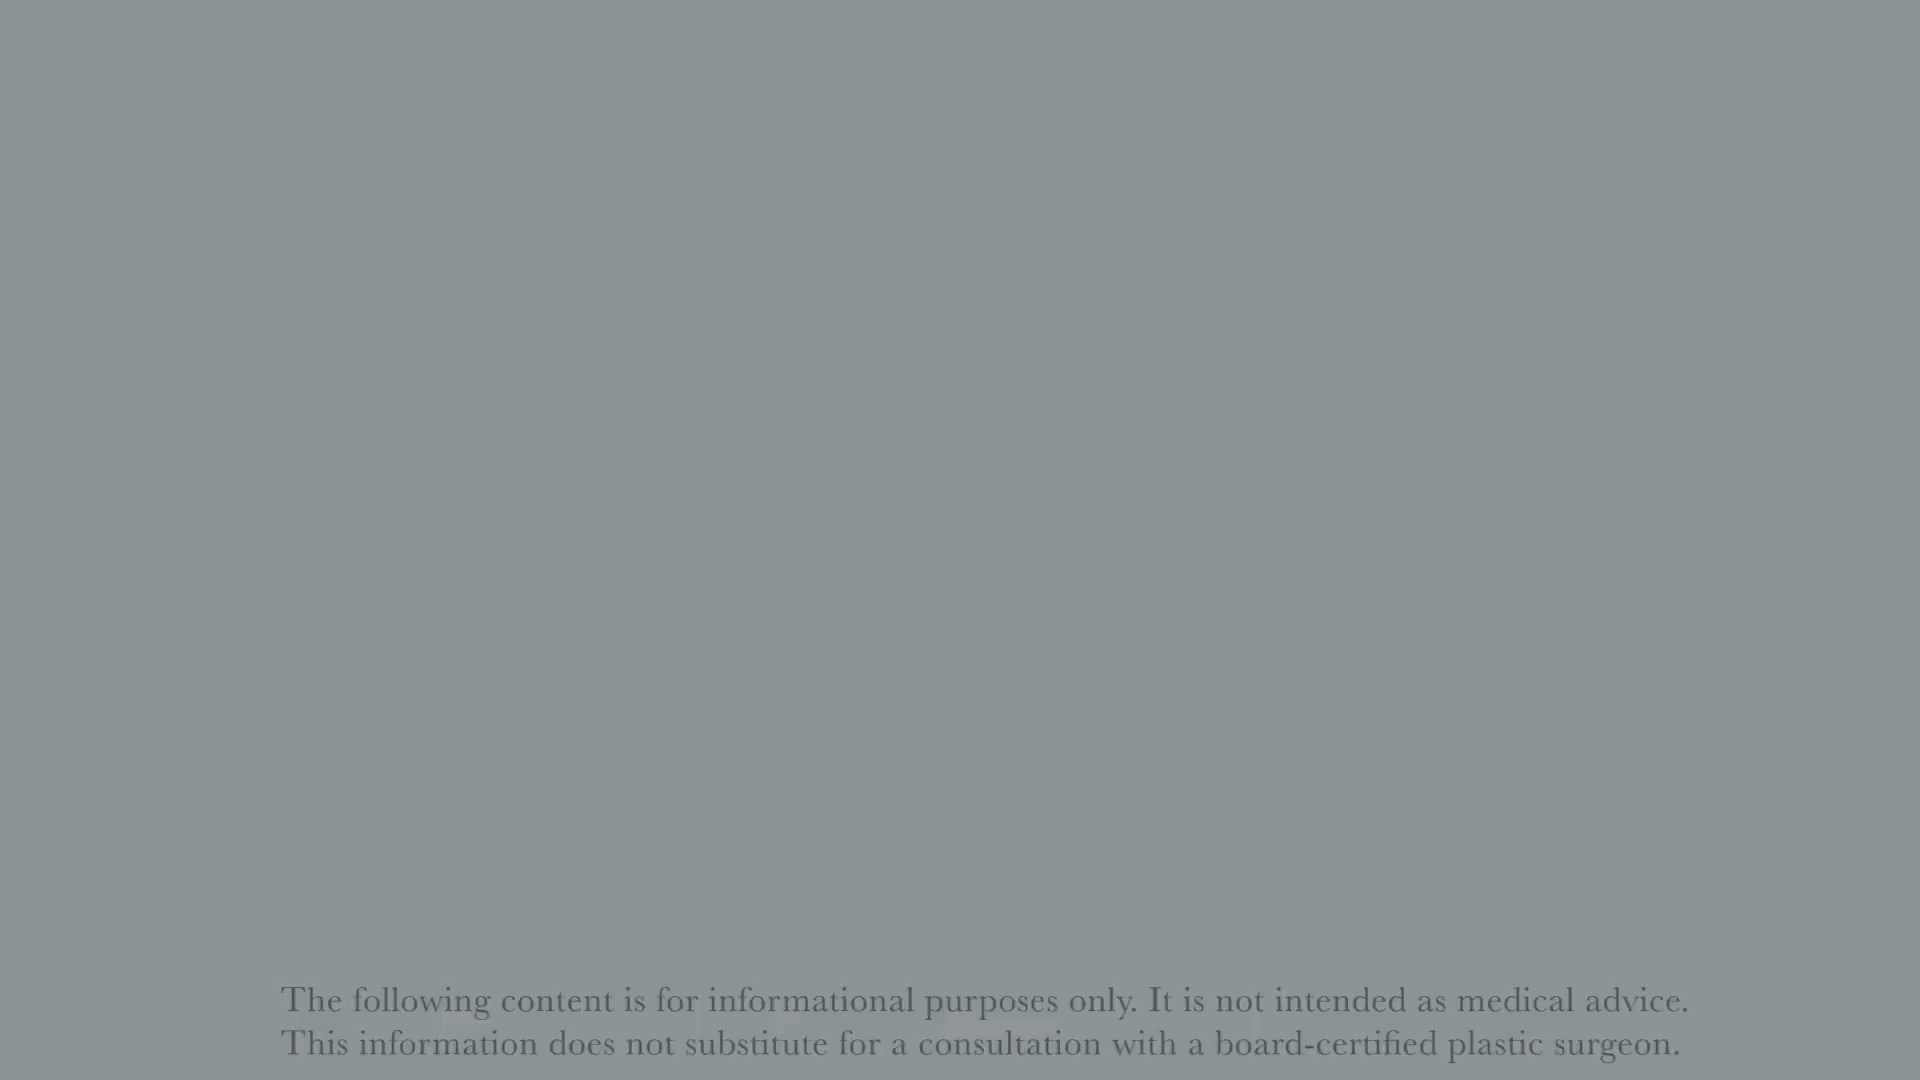 The following content is for informational purposes only. It is not intended as medical advice.
This information does not substitute for a consultation with a board-certified plastic surgeon.